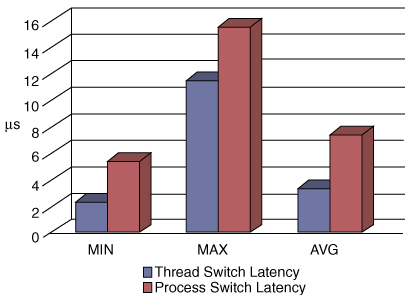 16
14
12
10
8
μs
6
4
2
0
MIN MAX AVG
Thread Switch Latency
Process Switch Latency